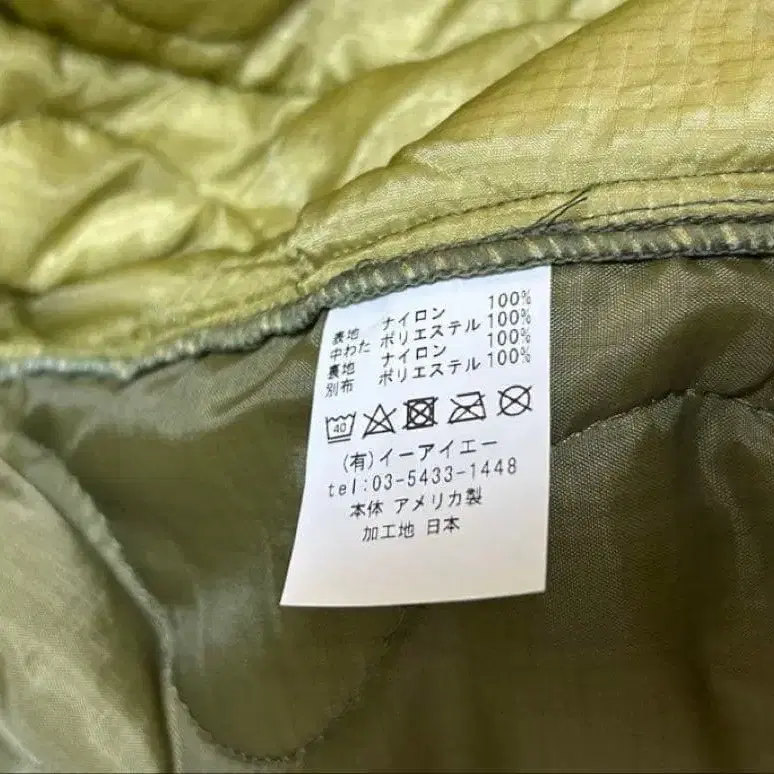 表地 ナイロン 100%
中わた ポリエステル 100%
裏地 ナイロン 100%
別布 ポリエステル 100%
40
(有)イーアイエー
tel:03-5433-1448
本体 アメリカ製
加工地 日本